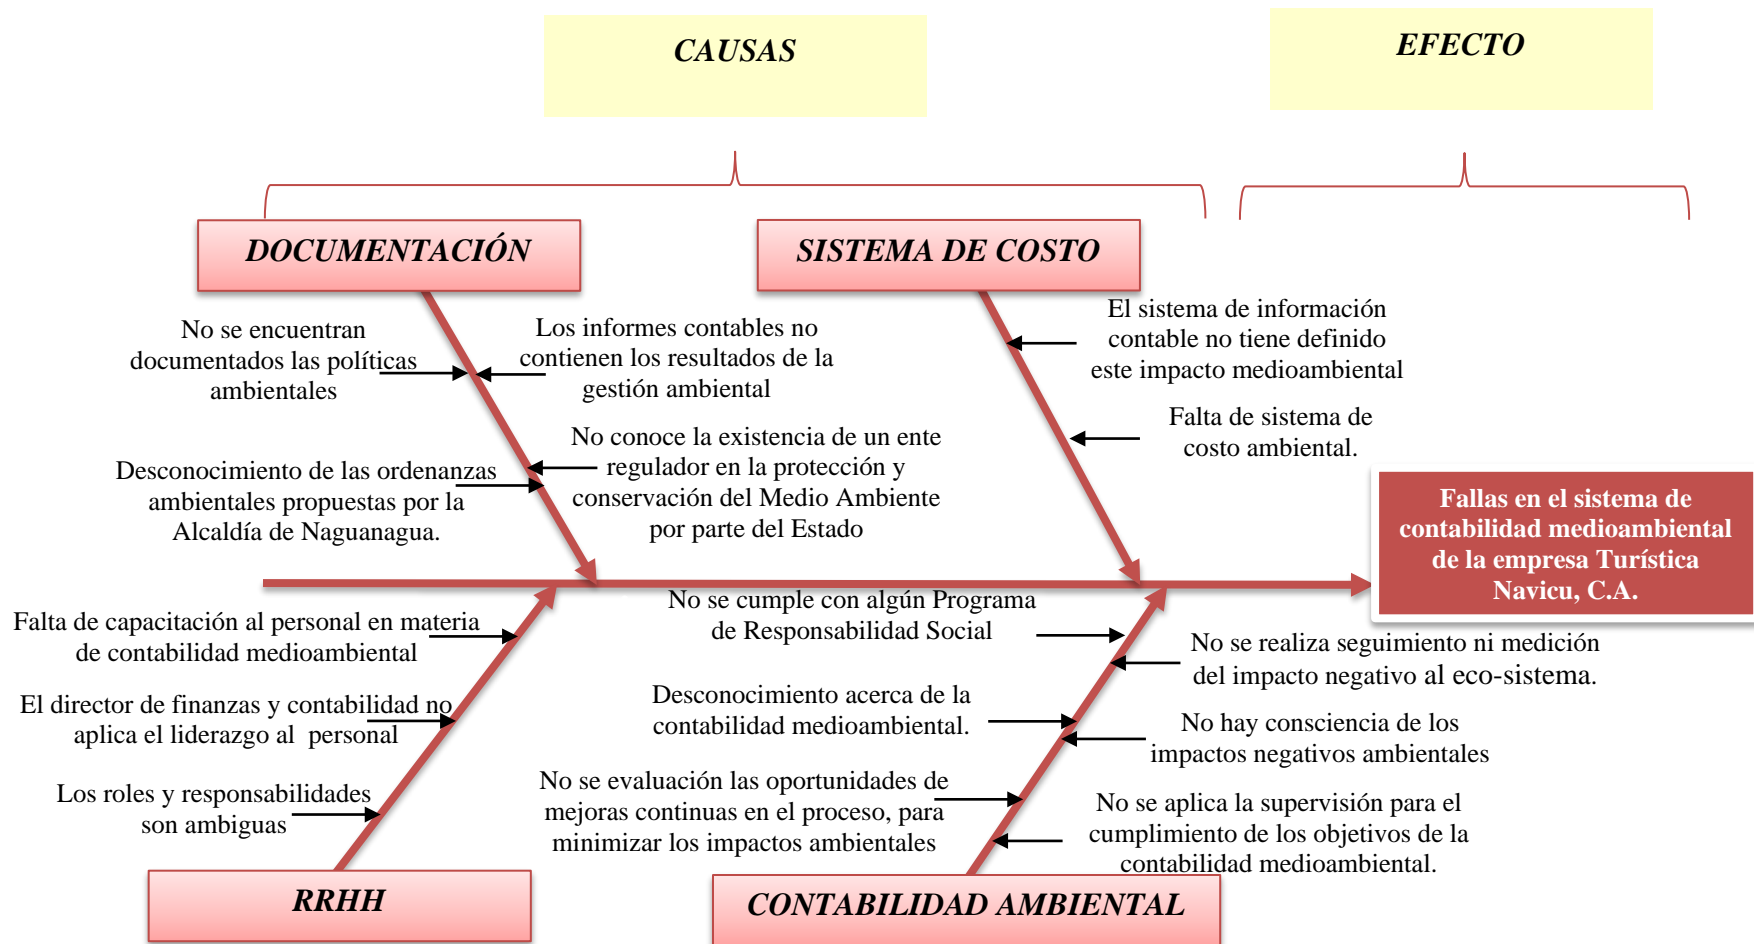 CAUSAS
EFECTO
DOCUMENTACIÓN
SISTEMA DE COSTO
No se encuentran
documentados las políticas
ambientales
Los informes contables no
contienen los resultados de la
gestión ambiental
El sistema de información
contable no tiene definido
este impacto medioambiental
Desconocimiento de las ordenanzas
ambientales propuestas por la
Alcaldía de Naguanagua.
No conoce la existencia de un ente
regulador en la protección y
conservación del Medio Ambiente
por parte del Estado
Falta de sistema de
costo ambiental.
Fallas en el sistema de
contabilidad medioambiental
de la empresa Turística
Navicu, C.A.
Falta de capacitación al personal en materia
de contabilidad medioambiental
El director de finanzas y contabilidad no
aplica el liderazgo al personal
Los roles y responsabilidades
son ambiguas
No se cumple con algún Programa
de Responsabilidad Social
Desconocimiento acerca de la
contabilidad medioambiental.
No se evaluación las oportunidades de
mejoras continuas en el proceso, para
minimizar los impactos ambientales
No se realiza seguimiento ni medición
del impacto negativo al eco-sistema.
No hay consciencia de los
impactos negativos ambientales
No se aplica la supervisión para el
cumplimiento de los objetivos de la
contabilidad medioambiental.
RRHH
CONTABILIDAD AMBIENTAL